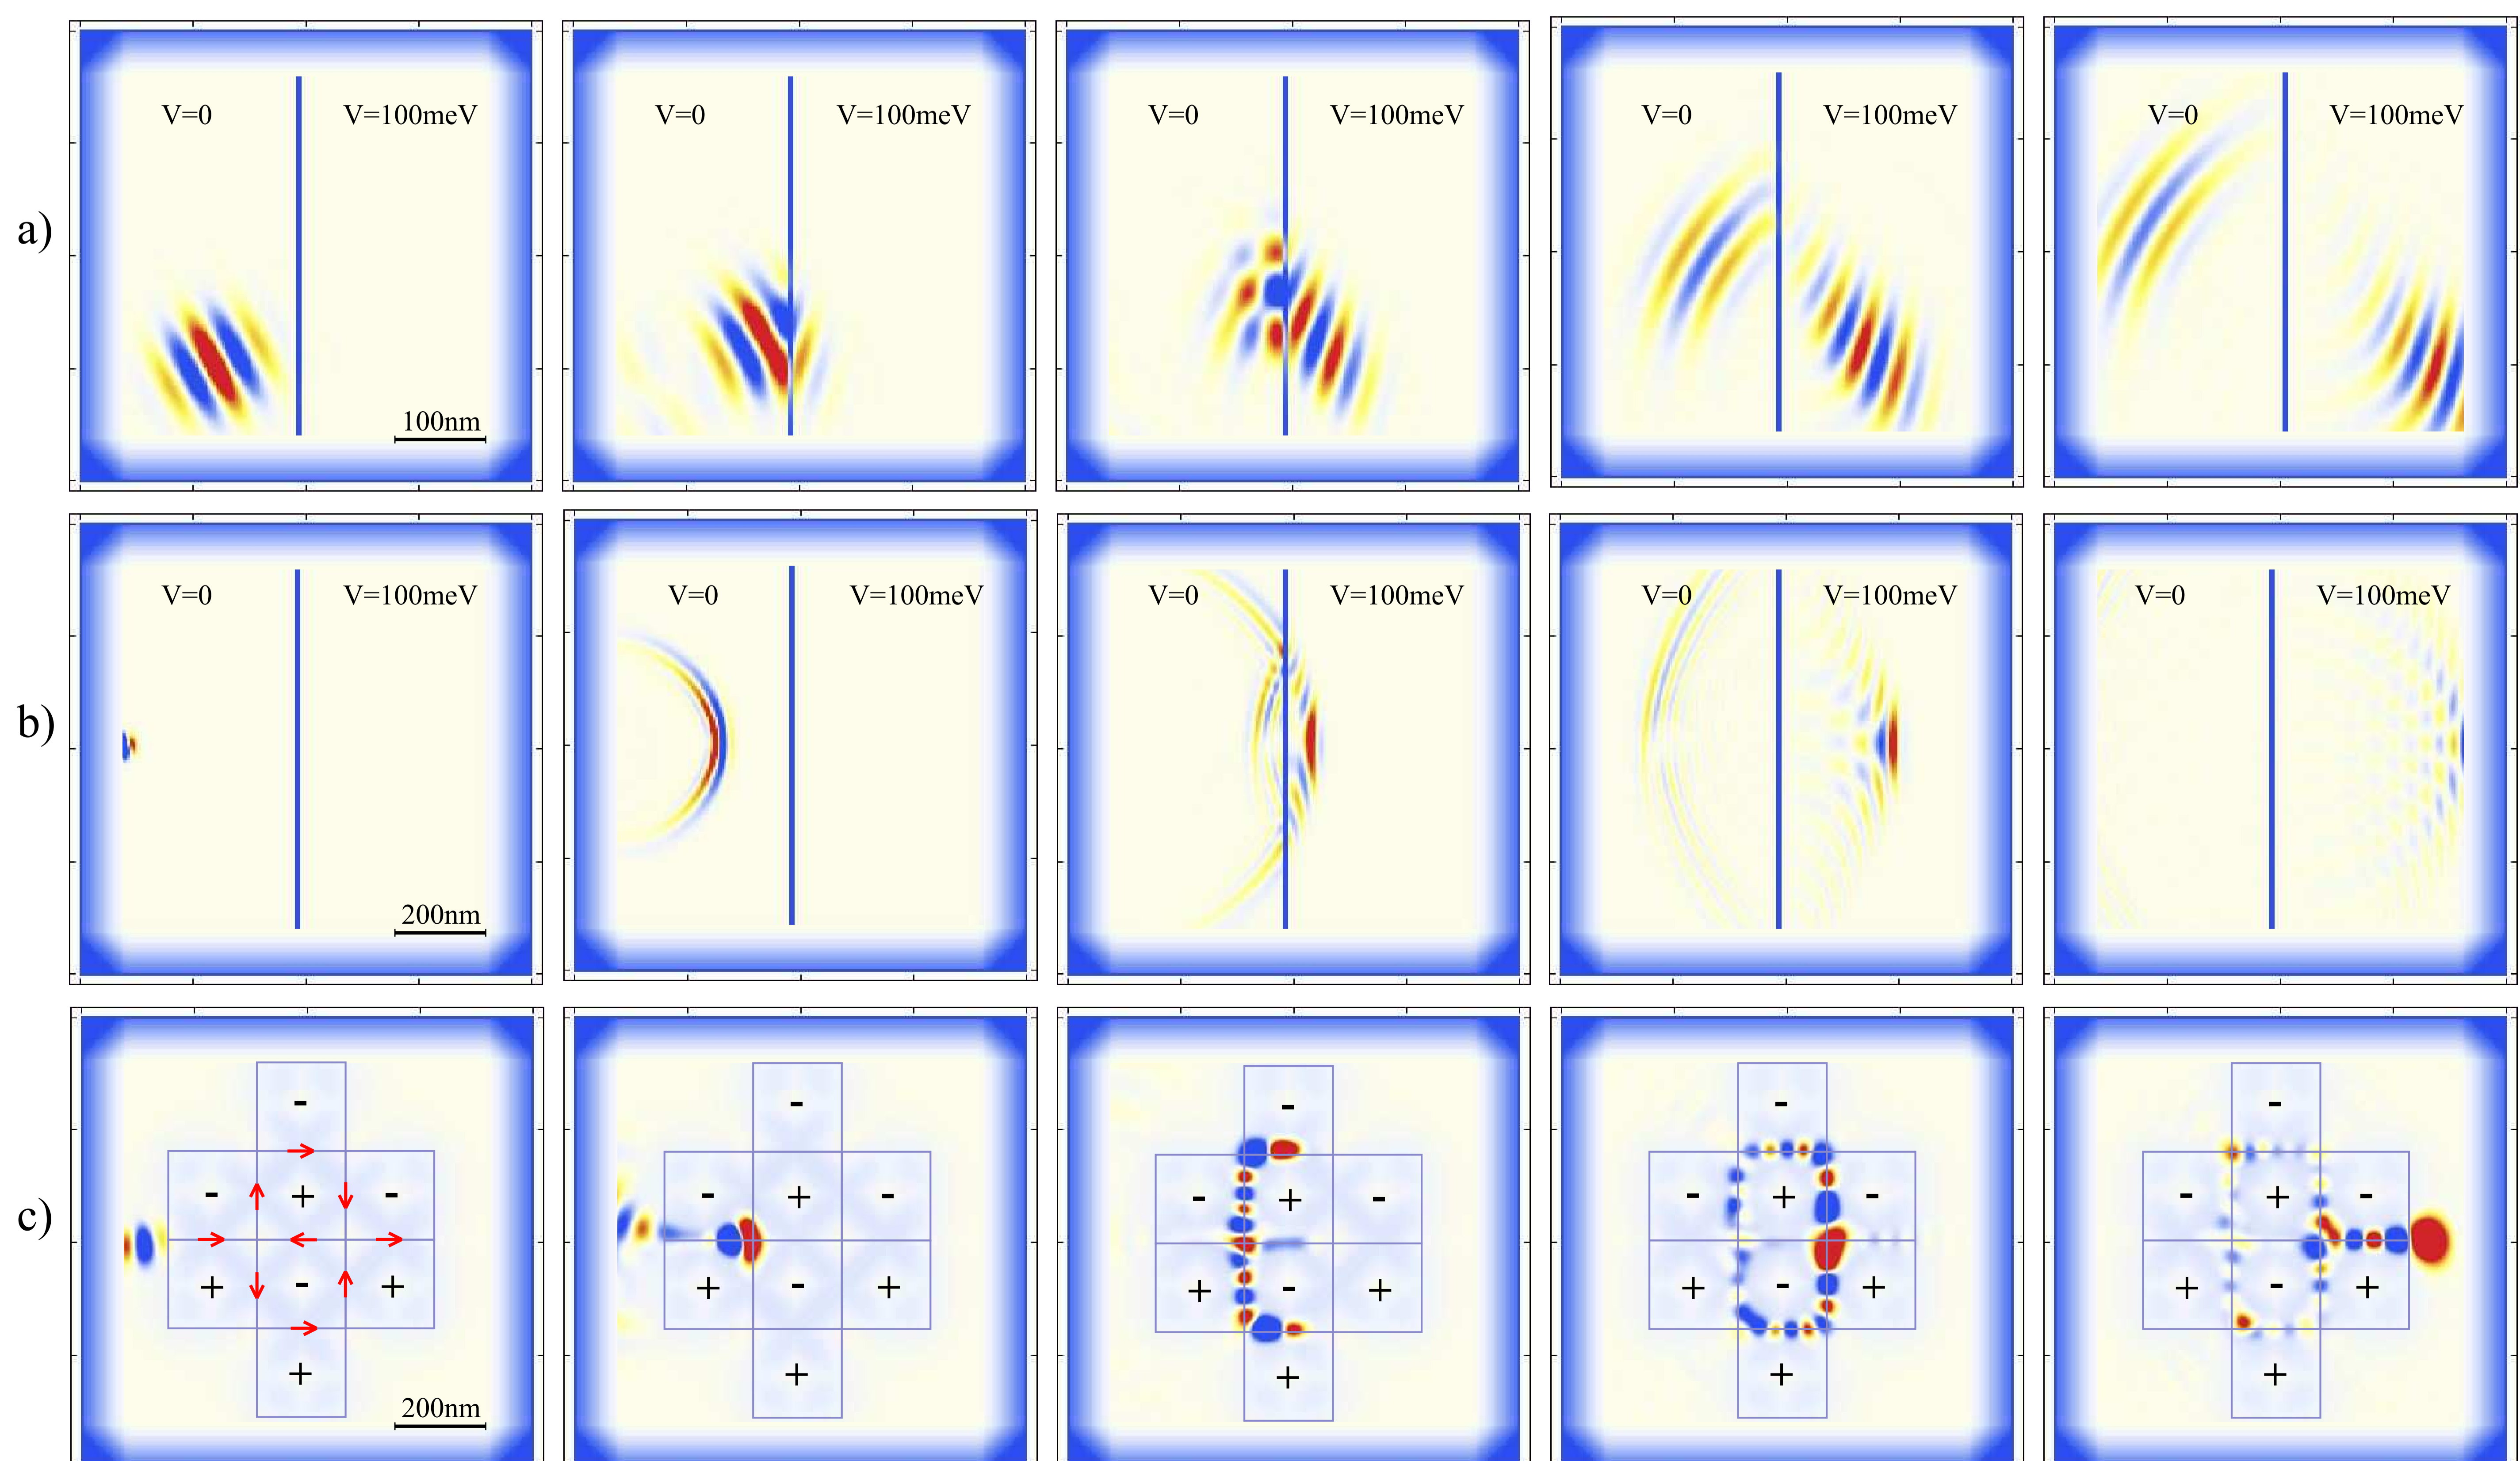 a)
V=0 V=100meV
V=0 V=100meV
V=0 V=100meV
V=0 V=100meV
V=0 V=100meV
100nm
b)
V=0 V=100meV
V=0 V=100meV
V=0 V=100meV
V=0 V=100meV
V=0 V=100meV
200nm
c)
-
- + -
+ - +
+
200nm
-
- + -
+ - +
+
-
- + -
+ - +
+
-
- + -
+ - +
+
-
- + -
+ - +
+